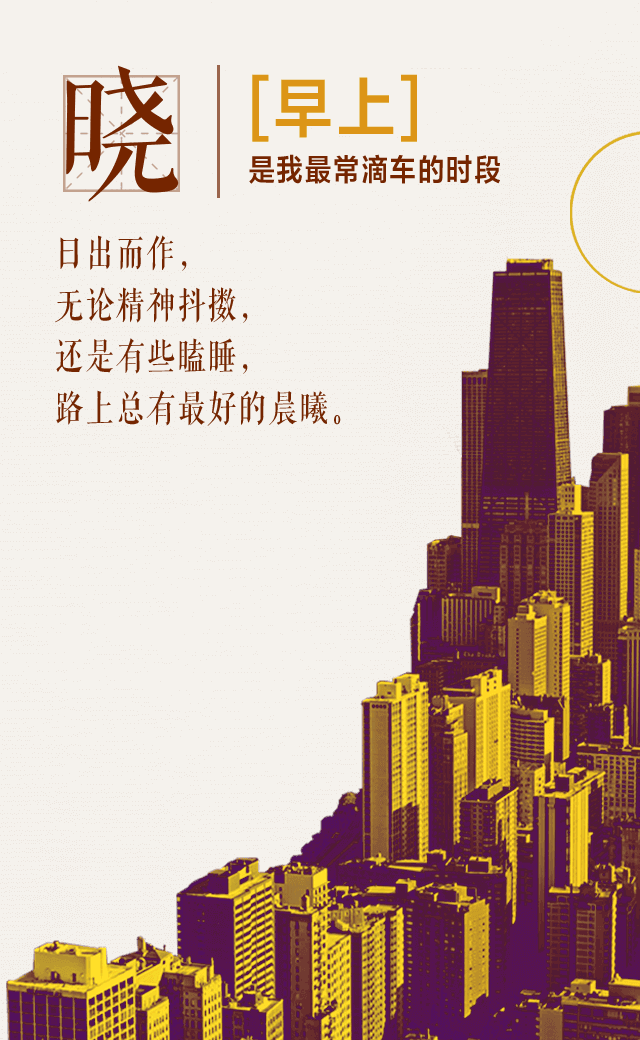 晓
[早上]
是我最常滴车的时段
日出而作，
无论精神抖擞，
还是有些瞌睡，
路上总有最好的晨曦。